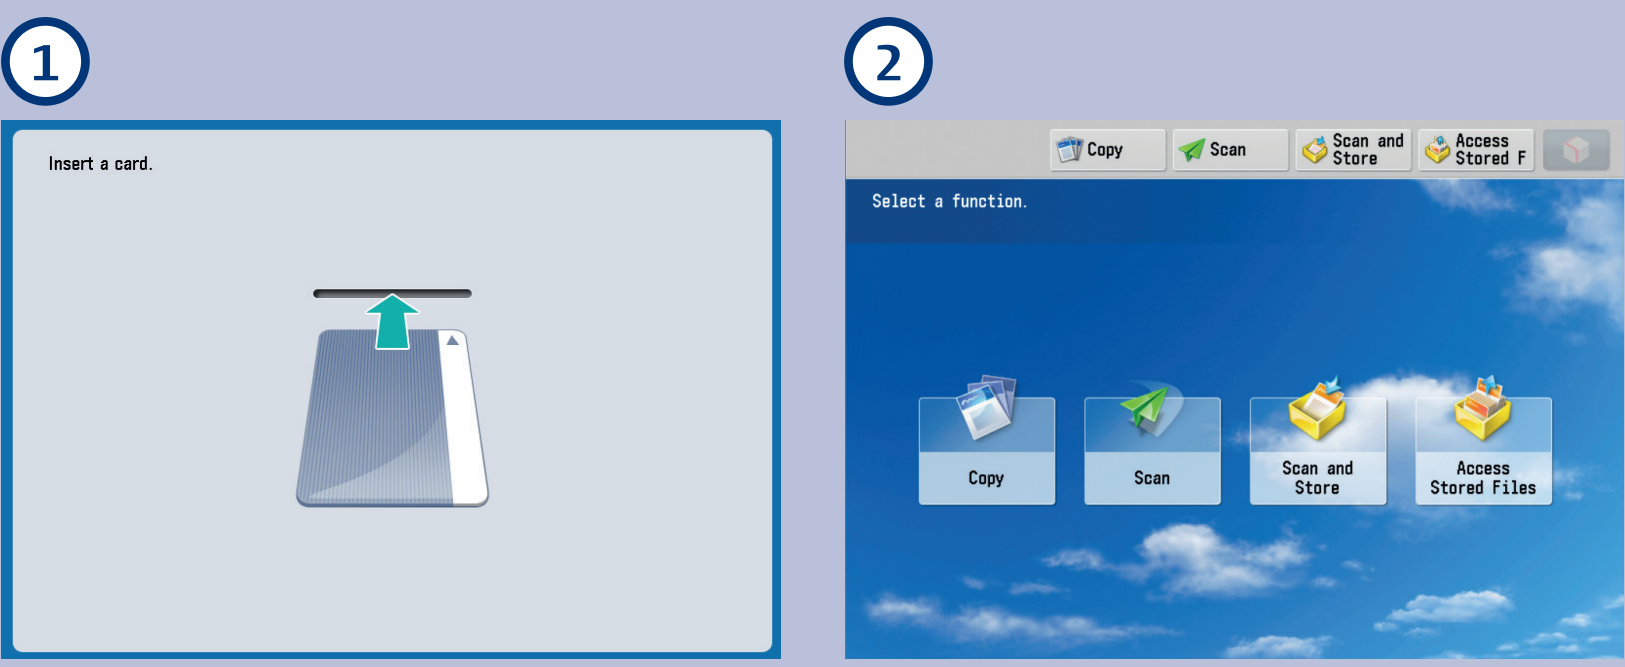 1
2
Insert a card.
Copy
Scan
Scan and
Store
Access
Stored F
Select a function.
Copy
Scan
Scan and
Store
Access
Stored Files